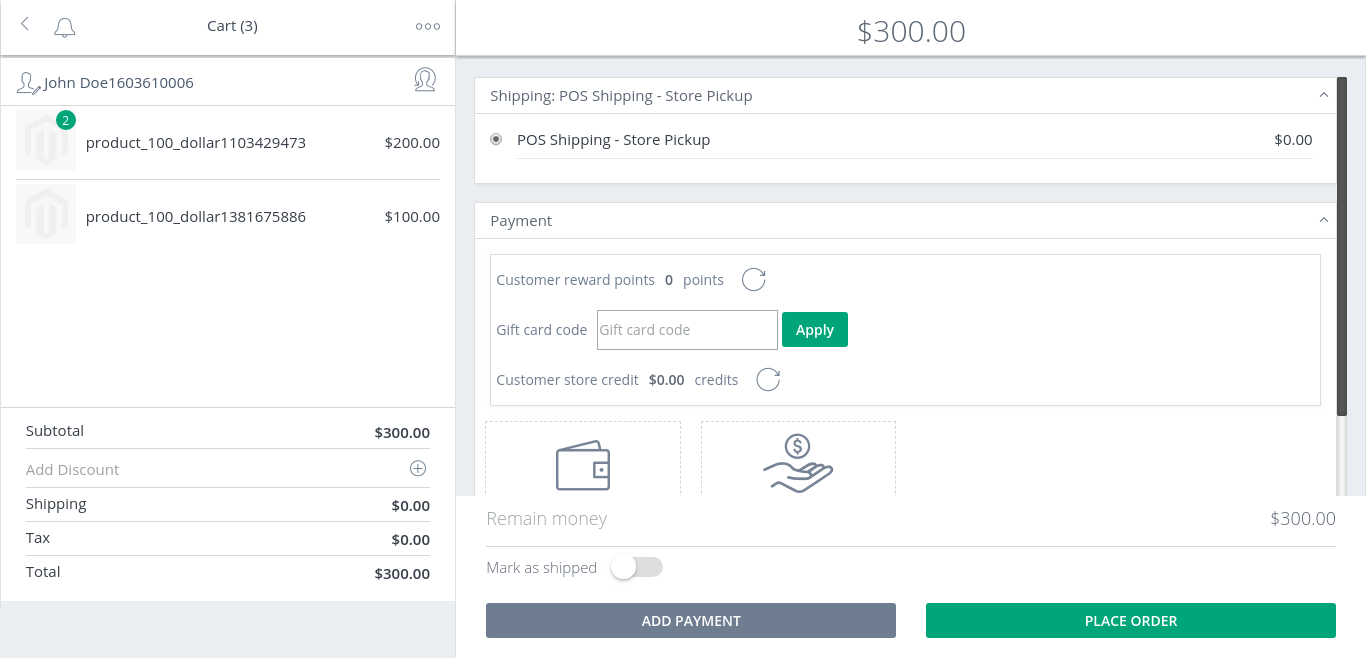 Cart (3)
John Doe1603610006
2
product_100_dollar1103429473 $200.00
product_100_dollar1381675886 $100.00
Subtotal $300.00
Add Discount
Shipping $0.00
Tax $0.00
Total $300.00
$300.00
Shipping: POS Shipping - Store Pickup
POS Shipping - Store Pickup $0.00
Payment
Customer reward points 0 points
Gift card code Gift card code Apply
Customer store credit $0.00 credits
Remain money $300.00
Mark as shipped
ADD PAYMENT PLACE ORDER